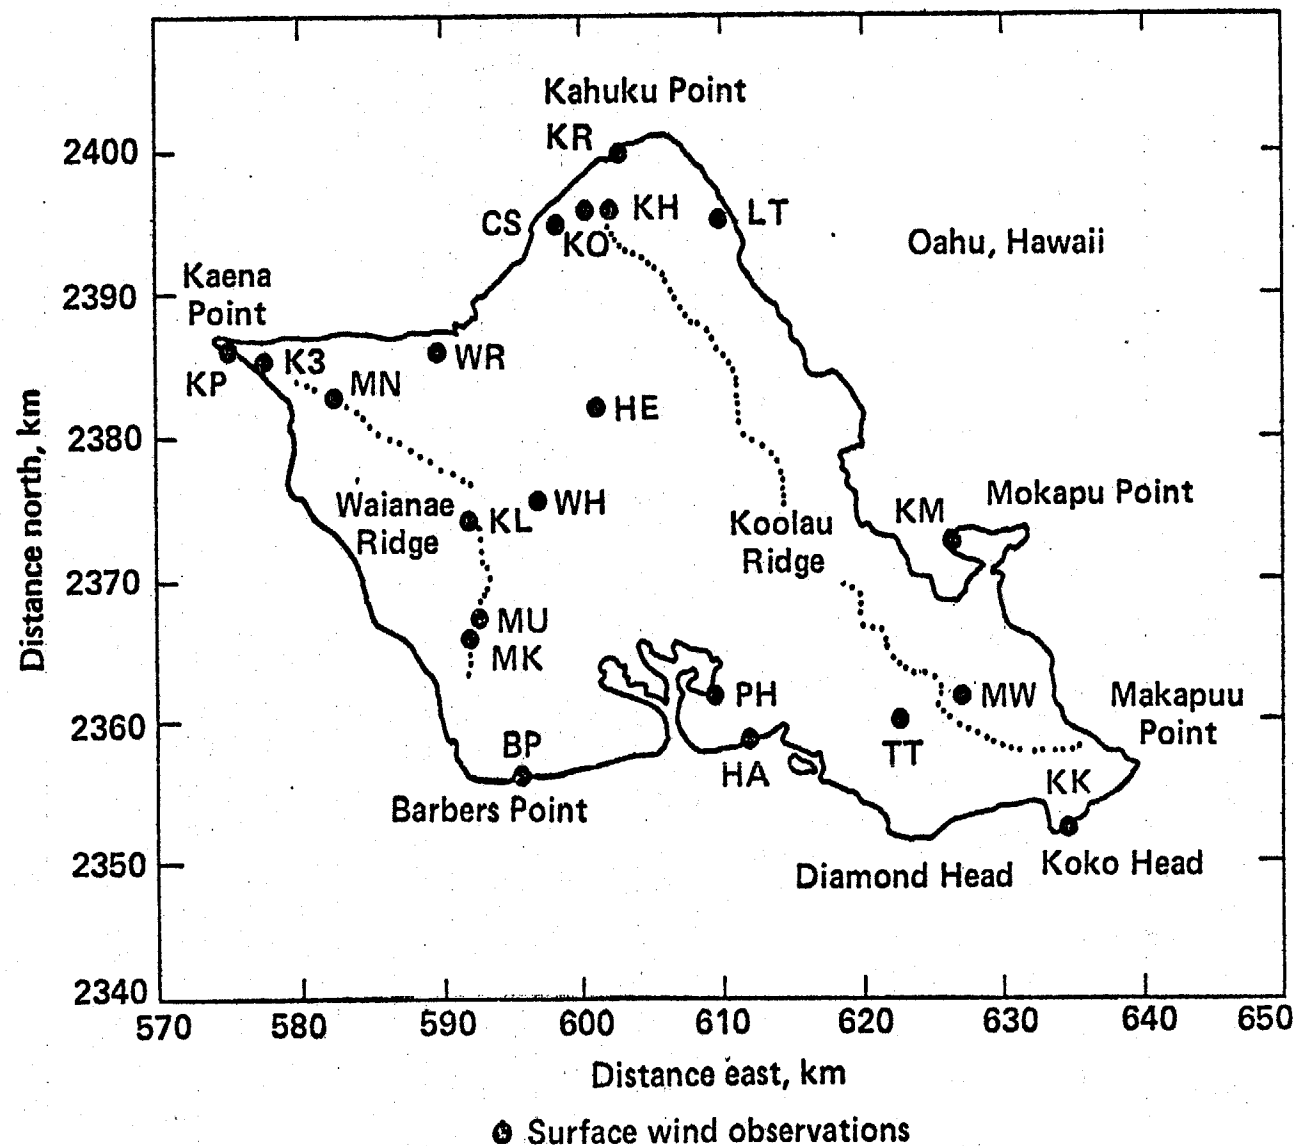 Kahuku Point
KR
2400
CS
KO
KH
LT
Oahu, Hawaii
Kaena
Point
2390
KP
K3
MN
WR
HE
2380
Distance north, km
Waianae
Ridge
KL
WH
Koolau
Ridge
KM
Mokapu Point
2370
MU
MK
PH
MW
Makapuu
Point
2360
BP
HA
TT
KK
Barbers Point
2350
Diamond Head
Koko Head
2340
570 580 590 600 610 620 630 640 650
Distance east, km
Surface wind observations